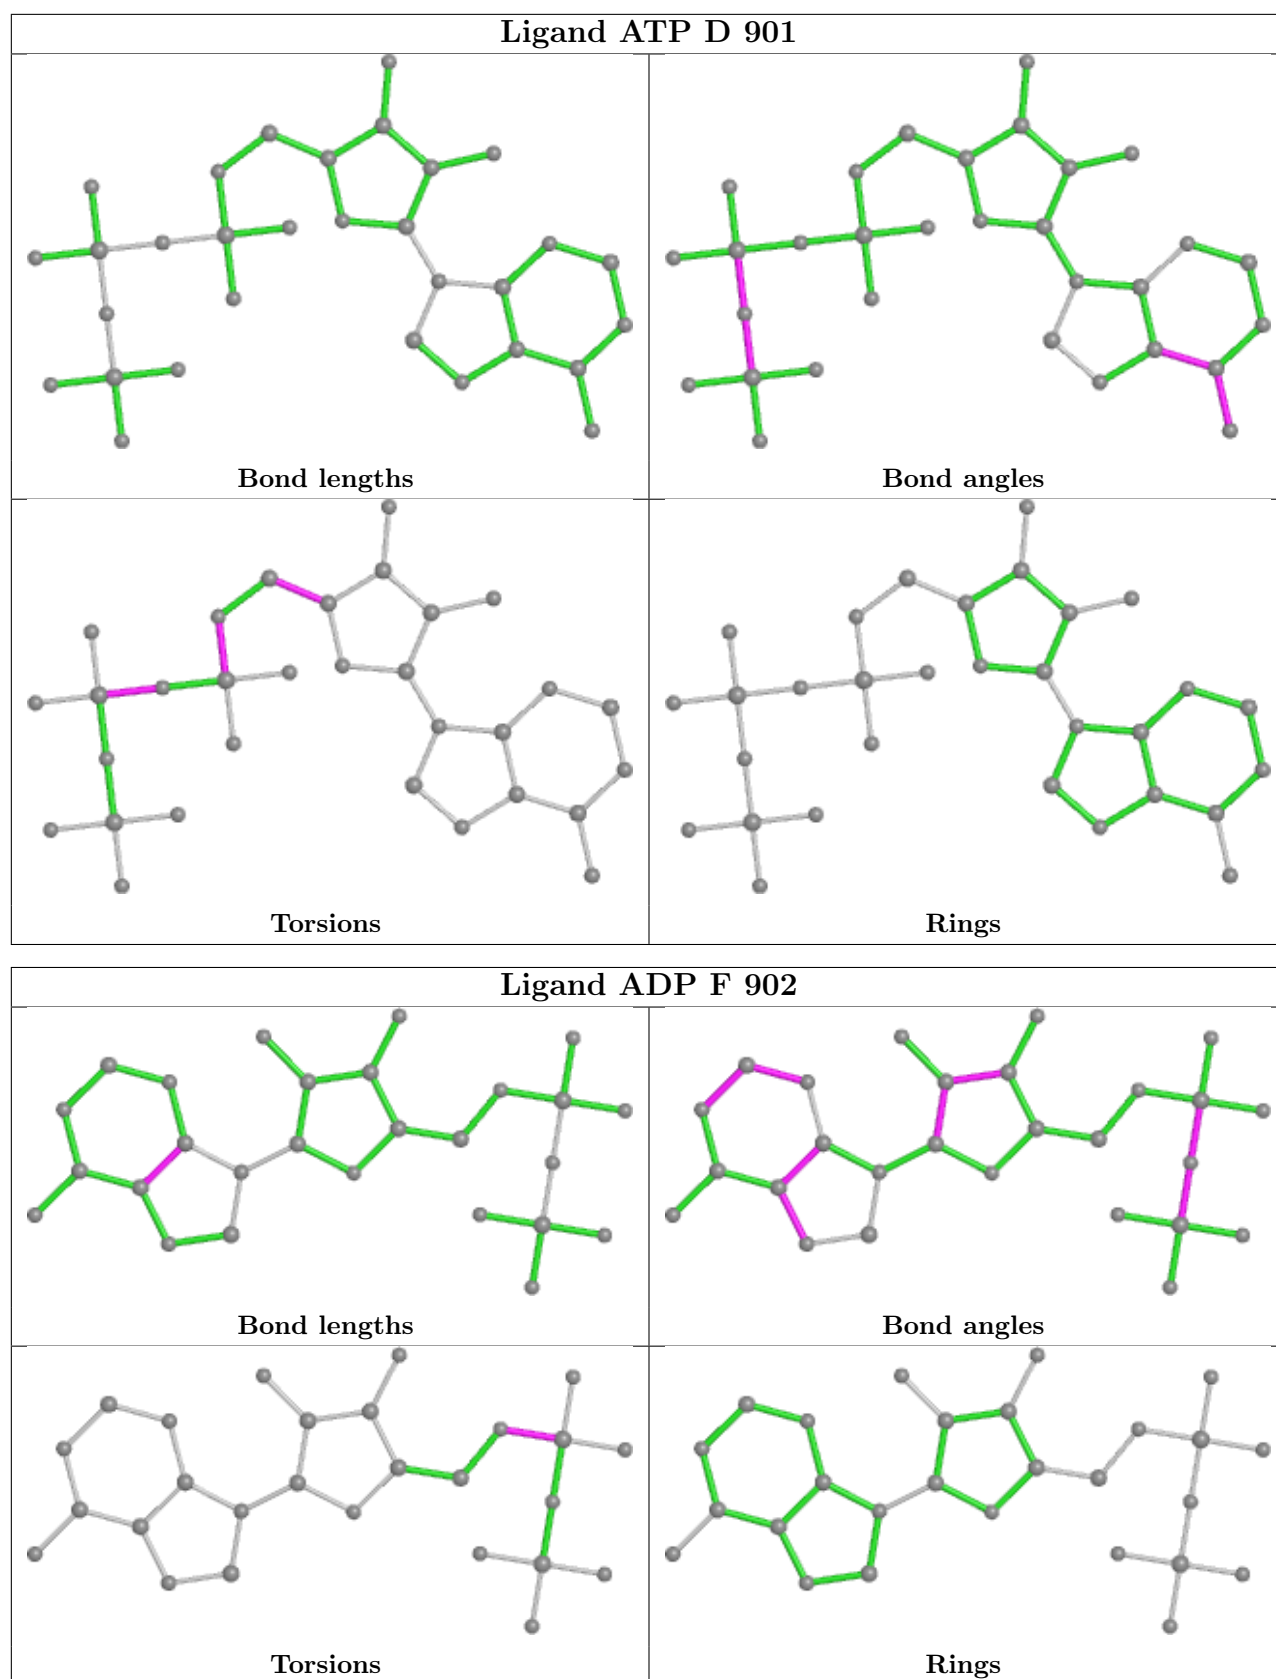 Ligand ATP D 901
Bond lengths
Bond angles
Torsions
Rings
Ligand ADP F 902
Bond lengths
Bond angles
Torsions
Rings